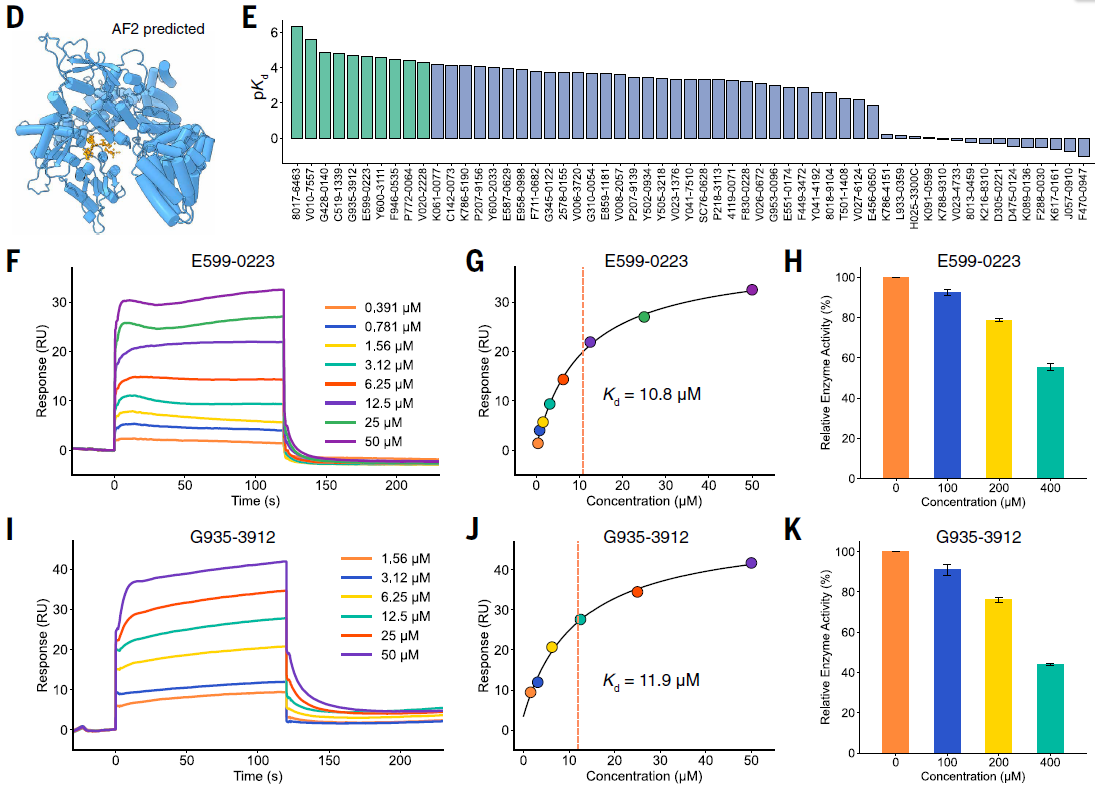 D
AF2 predicted
E
pKd
6
4
2
0
8017-6463
V010-7557
G428-0140
C519-1339
G935-3912
E599-0223
Y600-3111
F946-0535
P772-0064
V020-2228
K061-0077
C142-0073
K786-5190
P207-9156
Y600-2033
E587-0629
E958-0998
F711-0682
G345-0122
2578-0155
V006-3720
G310-0054
E859-1181
V008-2057
P207-9139
Y502-0934
Y505-3218
V023-1376
Y041-7510
SC76-0628
P218-3113
4119-0071
F830-0228
V026-0672
G953-0096
E551-0174
F449-3472
Y041-4192
8018-9104
T501-1408
V027-6124
E456-0650
K786-4151
L933-0359
H025-3300C
K091-0599
K788-9310
V023-4733
8013-0459
K216-8310
D305-0221
D475-0124
K089-0136
F288-0030
K617-0161
J057-0910
F470-0947
F
E599-0223
Response (RU)
30
20
10
0
0.391 µM
0.781 µM
1.56 µM
3.12 µM
6.25 µM
12.5 µM
25 µM
50 µM
0
50
100
150
200
Time (s)
G
E599-0223
Response (RU)
30
20
10
0
Kd = 10.8 µM
0
10
20
30
40
50
Concentration (µM)
H
E599-0223
Relative Enzyme Activity (%)
100
80
60
40
20
0
0
100
200
400
Concentration (µM)
I
G935-3912
Response (RU)
40
30
20
10
0
1,56 µM
3.12 µM
6.25 µM
12.5 µM
25 µM
50 µM
0
50
100
150
200
Time (s)
J
G935-3912
Response (RU)
40
30
20
10
0
Kd = 11.9 µM
0
10
20
30
40
50
Concentration (µM)
K
G935-3912
Relative Enzyme Activity (%)
100
80
60
40
20
0
0
100
200
400
Concentration (µM)